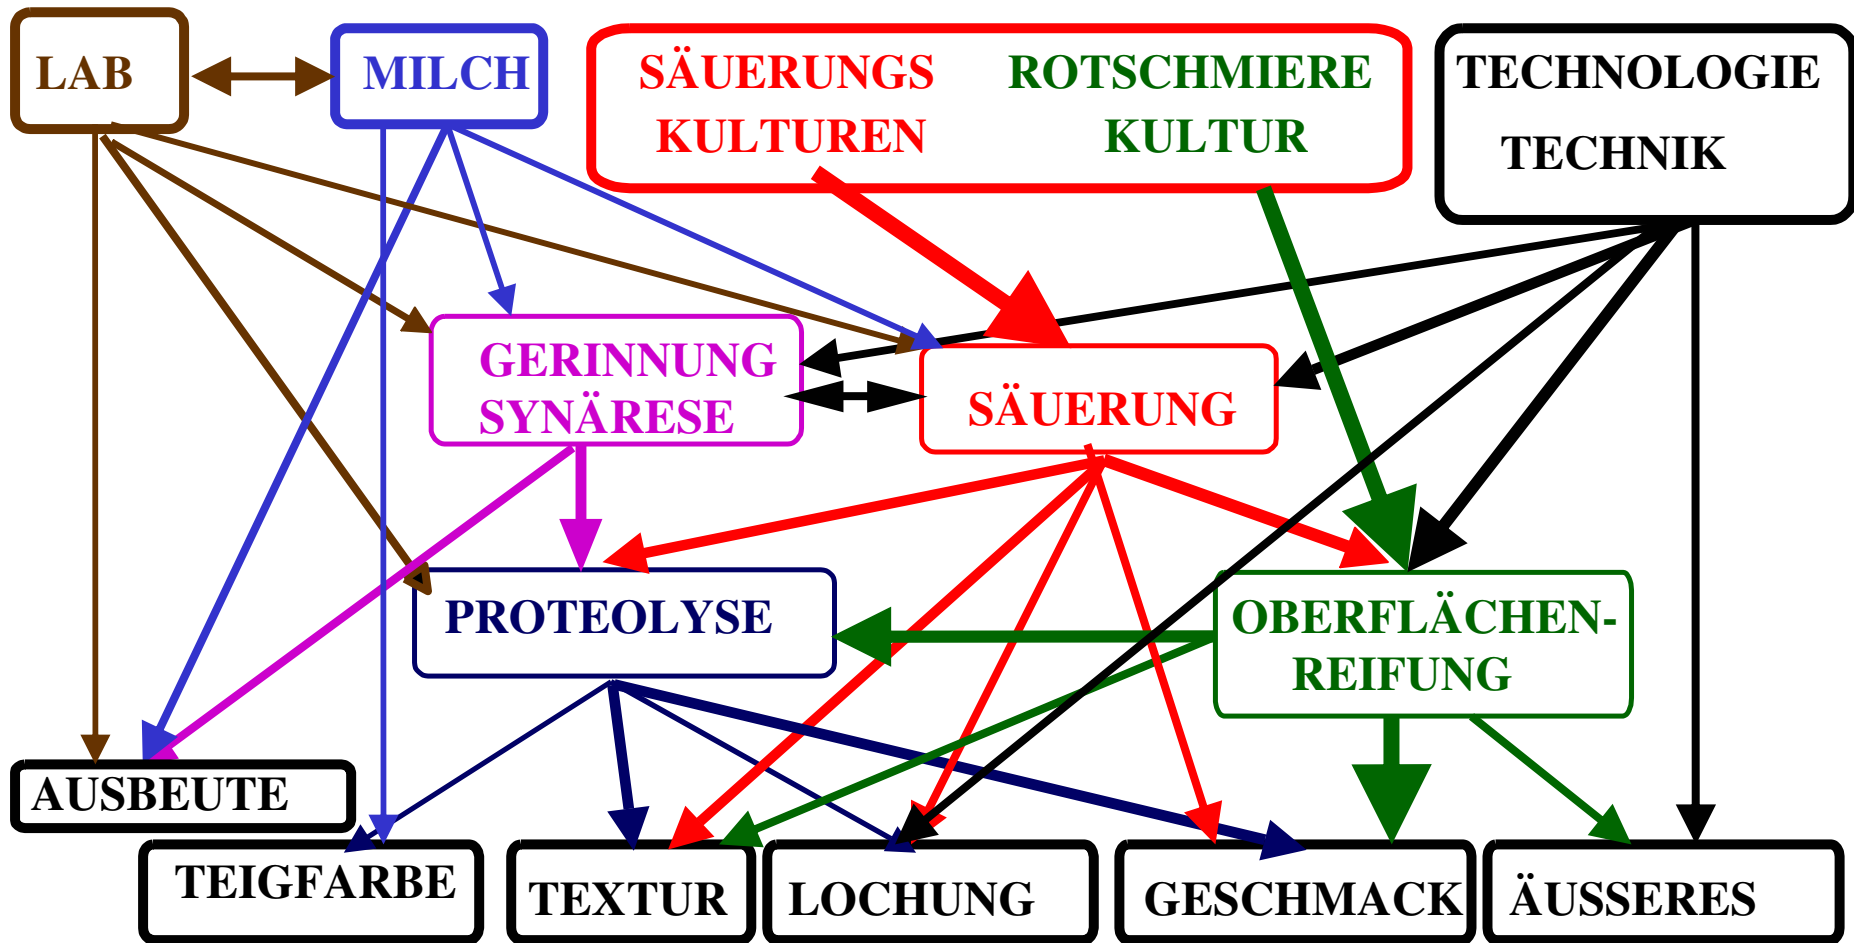 LAB
MILCH
SÄUERUNGS
KULTUREN
ROTSCHMIERE
KULTUR
TECHNOLOGIE
TECHNIK
GERINNUNG
SYNÄRESE
SÄUERUNG
PROTEOLYSE
OBERFLÄCHEN-
REIFUNG
AUSBEUTE
TEIGFARBE
TEXTUR
LOCHUNG
GESCHMACK
ÄUSSERES